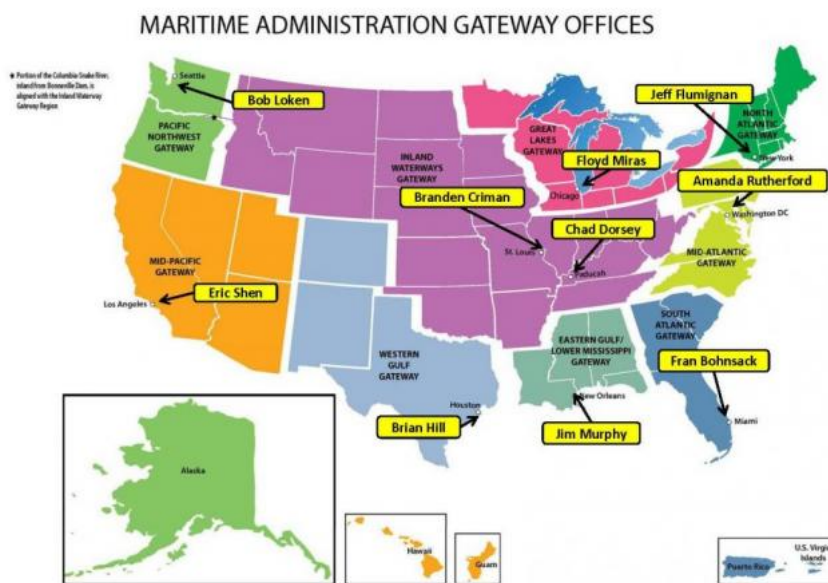 MARITIME ADMINISTRATION GATEWAY OFFICES
* Portion of the Columbia Snake River,
inland from Bonneville Dam, is
aligned with the Inland Waterway
Gateway Region
Seattle
Bob Loken
PACIFIC
NORTHWEST
GATEWAY
Jeff Flumignan
NORTH
ATLANTIC
GATEWAY
New York
GREAT
LAKES
GATEWAY
Floyd Miras
Chicago
INLAND
WATERWAYS
GATEWAY
Branden Criman
Amanda Rutherford
Washington DC
Chad Dorsey
St. Louis
Paducah
MID-ATLANTIC
GATEWAY
MID-PACIFIC
GATEWAY
Eric Shen
Los Angeles
SOUTH
ATLANTIC
GATEWAY
EASTERN GULF/
LOWER MISSISSIPPI
GATEWAY
WESTERN
GULF
GATEWAY
Fran Bohnsack
New Orleans
Houston
Brian Hill
Jim Murphy
Miami
Alaska
Hawaii
Guam
U.S. Virgin
Islands
Puerto Rico